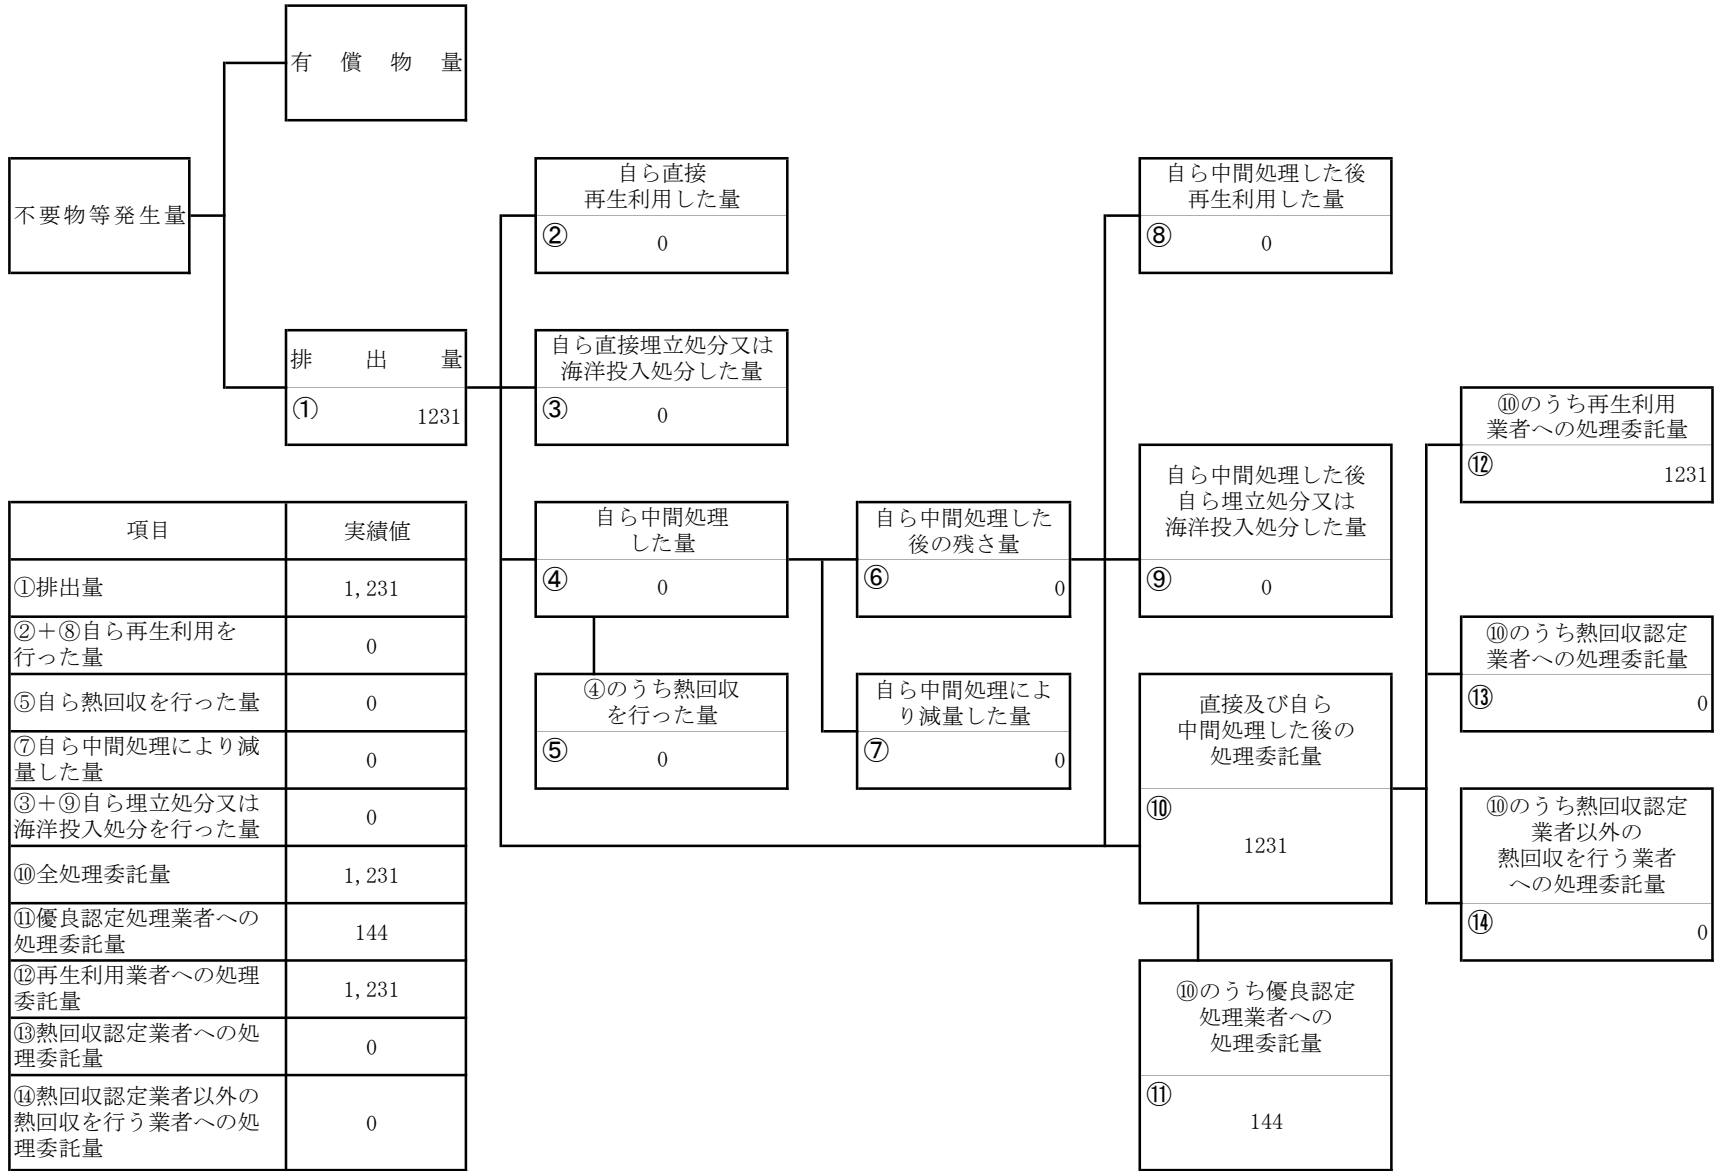 有償物量
不要物等発生量
排出量
① 1231
自ら直接
再生利用した量
② 0
自ら直接埋立処分又は
海洋投入処分した量
③ 0
自ら中間処理
した量
④ 0
④のうち熱回収
を行った量
⑤ 0
自ら中間処理した
後の残さ量
⑥ 0
自ら中間処理によ
り減量した量
⑦ 0
自ら中間処理した後
再生利用した量
⑧ 0
自ら中間処理した後
自ら埋立処分又は
海洋投入処分した量
⑨ 0
直接及び自ら
中間処理した後の
処理委託量
⑩
1231
⑩のうち優良認定
処理業者への
処理委託量
⑪
144
⑩のうち再生利用
業者への処理委託量
⑫ 1231
⑩のうち熱回収認定
業者への処理委託量
⑬ 0
⑩のうち熱回収認定
業者以外の
熱回収を行う業者
への処理委託量
⑭ 0
項目 実績値
①排出量 1,231
②＋⑧自ら再生利用を
行った量 0
⑤自ら熱回収を行った量 0
⑦自ら中間処理により減
量した量 0
③＋⑨自ら埋立処分又は
海洋投入処分を行った量 0
⑩全処理委託量 1,231
⑪優良認定処理業者への
処理委託量 144
⑫再生利用業者への処理
委託量 1,231
⑬熱回収認定業者への処
理委託量 0
⑭熱回収認定業者以外の
熱回収を行う業者への処
理委託量 0